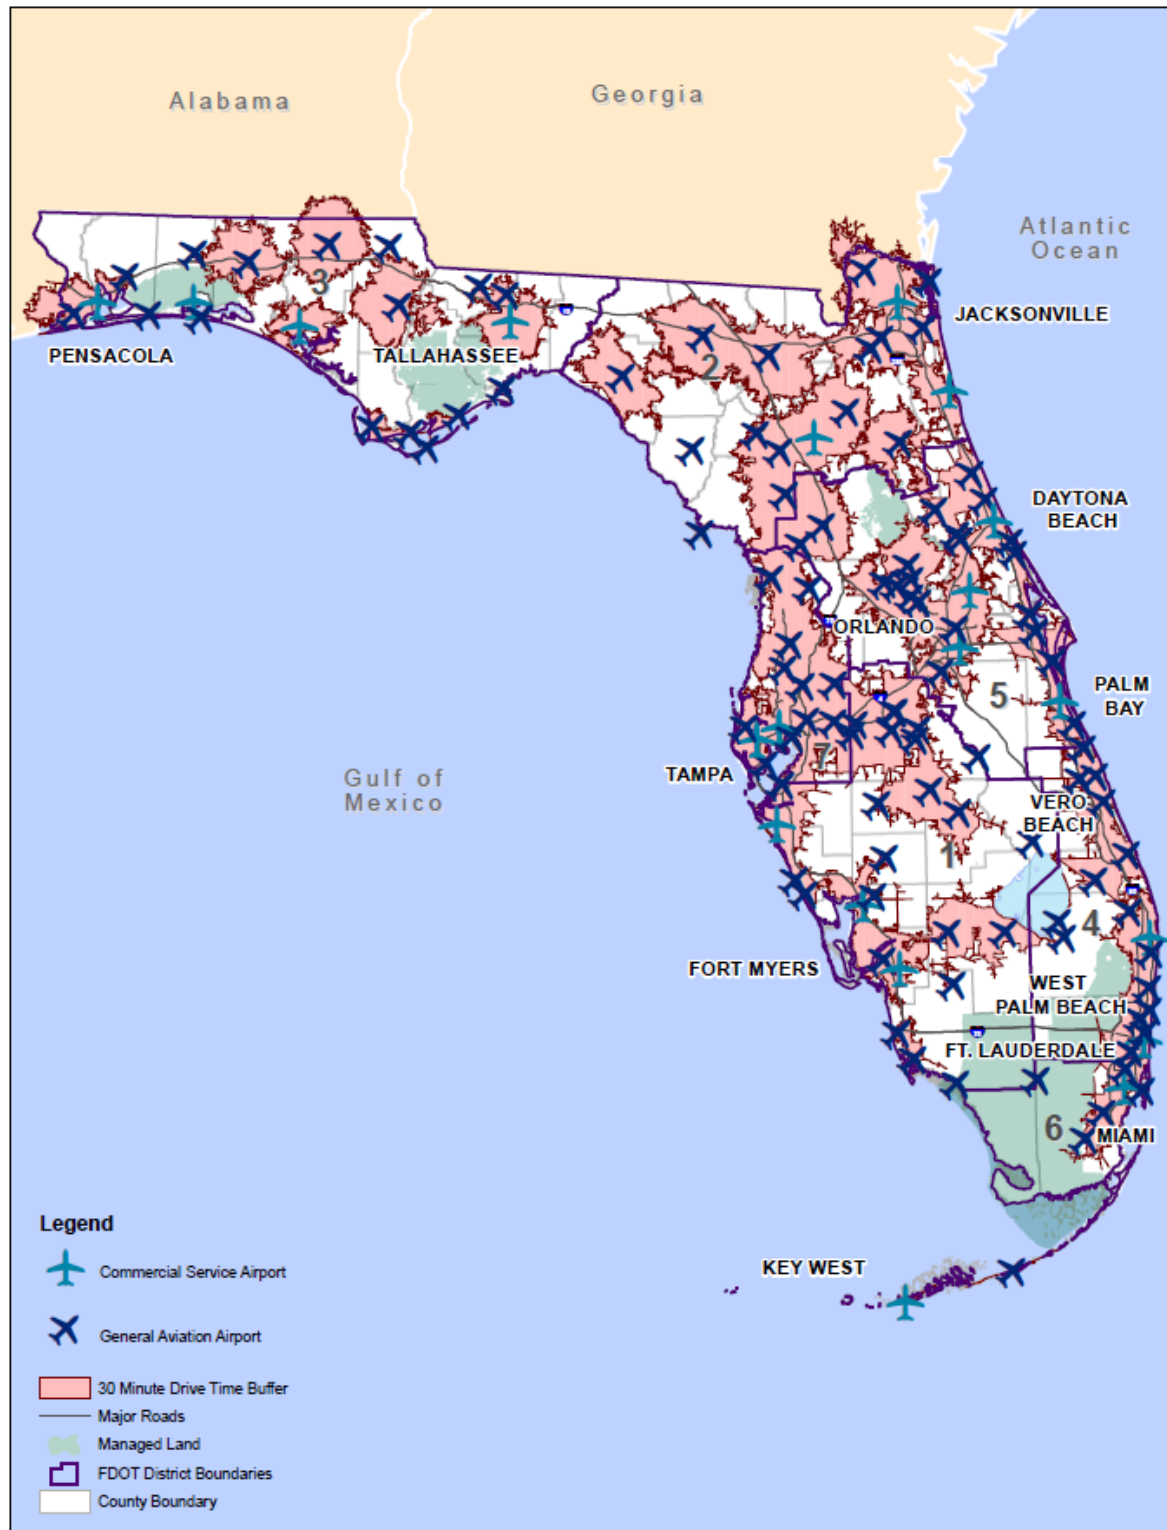 Alabama
Georgia
Atlantic
Ocean
3
JACKSONVILLE
PENSACOLA
TALLAHASSEE
2
DAYTONA
BEACH
ORLANDO
5
PALM
BAY
7
TAMPA
Gulf of
Mexico
VERO
BEACH
1
4
FORT MYERS
WEST
PALM BEACH
FT. LAUDERDALE
6
MIAMI
KEY WEST
Legend
Commercial Service Airport
General Aviation Airport
30 Minute Drive Time Buffer
Major Roads
Managed Land
FDOT District Boundaries
County Boundary